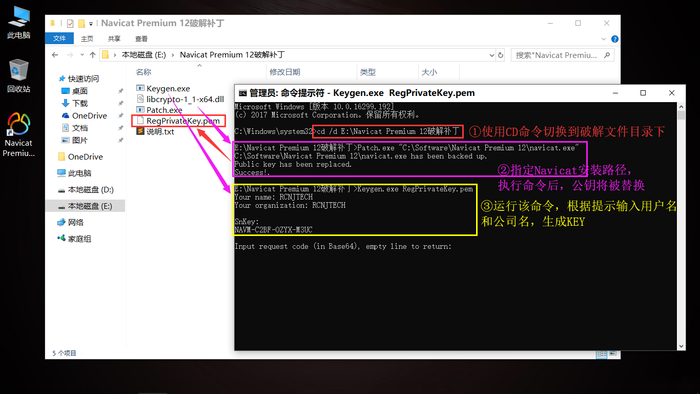 此电脑
回收站
Navicat
Premium...
Navicat Premium 12破解补丁
文件
主页
共享
查看
本地磁盘 (E:) › Navicat Premium 12破解补丁
搜索"Navicat Premium...
名称
修改日期
类型
大小
快速访问
桌面
下载
OneDrive
文档
图片
OneDrive
此电脑
本地磁盘 (D:)
本地磁盘 (E:)
网络
家庭组
Keygen.exe
libcrypto-1_1-x64.dll
Patch.exe
RegPrivateKey.pem
说明.txt
5 个项目
管理员: 命令提示符 - Keygen.exe  RegPrivateKey.pem
Microsoft Windows [版本 10.0.16299.192]
(c) 2017 Microsoft Corporation。保留所有权利。
C:\Windows\system32>cd /d E:\Navicat Premium 12破解补丁
①使用CD命令切换到破解文件目录下
E:\Navicat Premium 12破解补丁>Patch.exe "C:\Software\Navicat Premium 12\navicat.exe"
C:\Software\Navicat Premium 12\navicat.exe has been backed up.
Public key has been replaced.
Success!.
②指定Navicat安装路径,
执行命令后，公钥将被替换
E:\Navicat Premium 12破解补丁>Keygen.exe RegPrivateKey.pem
Your name: RCNJTECH
Your organization: RCNJTECH
SnKey:
NAVM-C2BF-OZYX-M3UC
③运行该命令，根据提示输入用户名
和公司名，生成KEY
Input request code (in Base64), empty line to return: